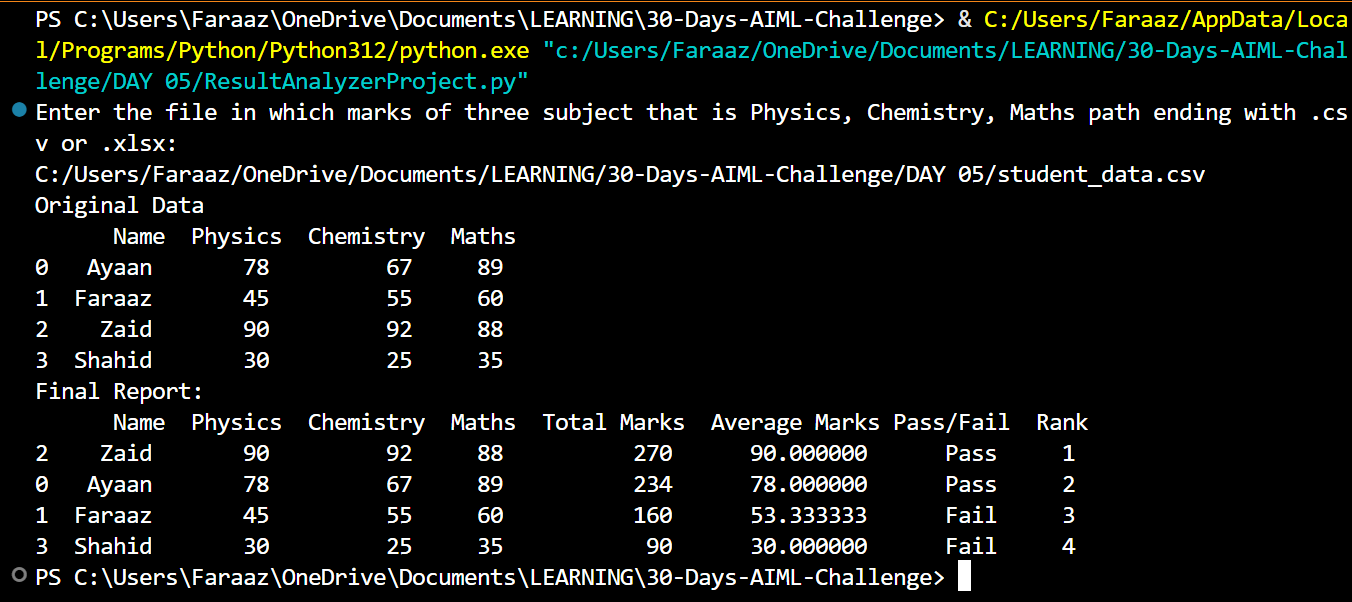 PS C:\Users\Faraaz\OneDrive\Documents\LEARNING\30-Days-AIML-Challenge> & C:/Users/Faraaz/AppData/Loca
l/Programs/Python/Python312/python.exe "c:/Users/Faraaz/OneDrive/Documents/LEARNING/30-Days-AIML-Chal
lenge/DAY 05/ResultAnalyzerProject.py"
Enter the file in which marks of three subject that is Physics, Chemistry, Maths path ending with .cs
v or .xlsx:
C:/Users/Faraaz/OneDrive/Documents/LEARNING/30-Days-AIML-Challenge/DAY 05/student_data.csv
Original Data
      Name  Physics  Chemistry  Maths
0   Ayaan       78         67     89
1  Faraaz       45         55     60
2    Zaid       90         92     88
3  Shahid       30         25     35
Final Report:
      Name  Physics  Chemistry  Maths  Total Marks  Average Marks Pass/Fail  Rank
2    Zaid       90         92     88          270      90.000000      Pass     1
0   Ayaan       78         67     89          234      78.000000      Pass     2
1  Faraaz       45         55     60          160      53.333333      Fail     3
3  Shahid       30         25     35           90      30.000000      Fail     4
PS C:\Users\Faraaz\OneDrive\Documents\LEARNING\30-Days-AIML-Challenge>